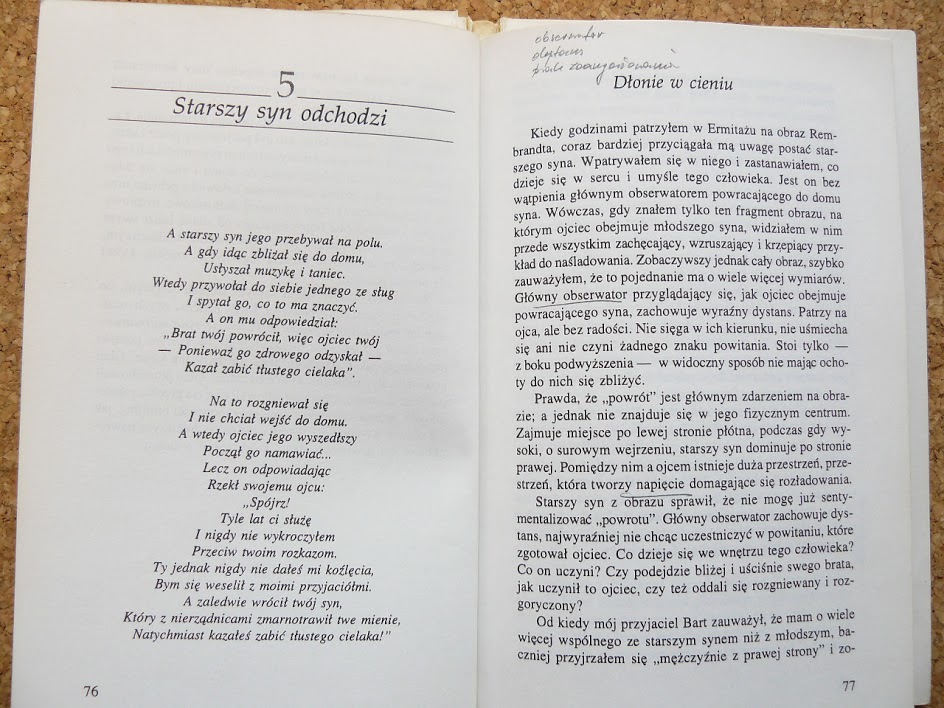 5
Starszy syn odchodzi
A starszy syn jego przebywał na polu.
A gdy idąc zbliżał się do domu,
Usłyszał muzykę i taniec.
Wtedy przywołał do siebie jednego ze sług
I spytał go, co to ma znaczyć.
A on mu odpowiedział:
„Brat twój powrócił, więc ojciec twój
— Ponieważ go zdrowego odzyskał —
Kazał zabić tłustego cielaka”.
Na to rozgniewał się
I nie chciał wejść do domu.
A wtedy ojciec jego wyszedłszy
Począł go namawiać...
Lecz on odpowiadając
Rzekł swojemu ojcu:
„Spójrz!
Tyle lat ci służę
I nigdy nie wykroczyłem
Przeciw twoim rozkazom.
Ty jednak nigdy nie dałeś mi koźlęcia,
Bym się weselił z moimi przyjaciółmi.
A zaledwie wrócił twój syn,
Który z nierządnicami zmarnotrawił twe mienie,
Natychmiast kazałeś zabić tłustego cielaka!”
76
obserwator
dystans
brak zaangażowania
Dłonie w cieniu
Kiedy godzinami patrzyłem w Ermitażu na obraz Rem-
brandta, coraz bardziej przyciągała mą uwagę postać star-
szego syna. Wpatrywałem się w niego i zastanawiałem, co
dzieje się w sercu i umyśle tego człowieka. Jest on bez
wątpienia głównym obserwatorem powracającego do domu
syna. Wówczas, gdy znałem tylko ten fragment obrazu, na
którym ojciec obejmuje młodszego syna, widziałem w nim
przede wszystkim zachęcający, wzruszający i krzepiący przy-
kład do naśladowania. Zobaczywszy jednak cały obraz, szybko
zauważyłem, że to pojednanie ma o wiele więcej wymiarów.
Główny obserwator przyglądający się, jak ojciec obejmuje
powracającego syna, zachowuje wyraźny dystans. Patrzy na
ojca, ale bez radości. Nie sięga w ich kierunku, nie uśmiecha
się ani nie czyni żadnego znaku powitania. Stoi tylko —
z boku podwyższenia — w widoczny sposób nie mając ocho-
ty do nich się zbliżyć.
Prawda, że „powrót” jest głównym zdarzeniem na obra-
zie; a jednak nie znajduje się w jego fizycznym centrum.
Zajmuje miejsce po lewej stronie płótna, podczas gdy wy-
soki, o surowym wejrzeniu, starszy syn dominuje po stronie
prawej. Pomiędzy nim a ojcem istnieje duża przestrzeń, prze-
strzeń, która tworzy napięcie domagające się rozładowania.
Starszy syn z obrazu sprawił, że nie mogę już senty-
mentalizować „powrotu”. Główny obserwator zachowuje dys-
tans, najwyraźniej nie chcąc uczestniczyć w powitaniu, które
zgotował ojciec. Co dzieje się we wnętrzu tego człowieka?
Co on uczyni? Czy podejdzie bliżej i uściśnie swego brata,
jak uczynił to ojciec, czy też oddali się rozgniewany i roz-
goryczony?
Od kiedy mój przyjaciel Bart zauważył, że mam o wiele
więcej wspólnego ze starszym synem niż z młodszym, ba-
czniej przyjrzałem się „mężczyźnie z prawej strony” i zo-
77